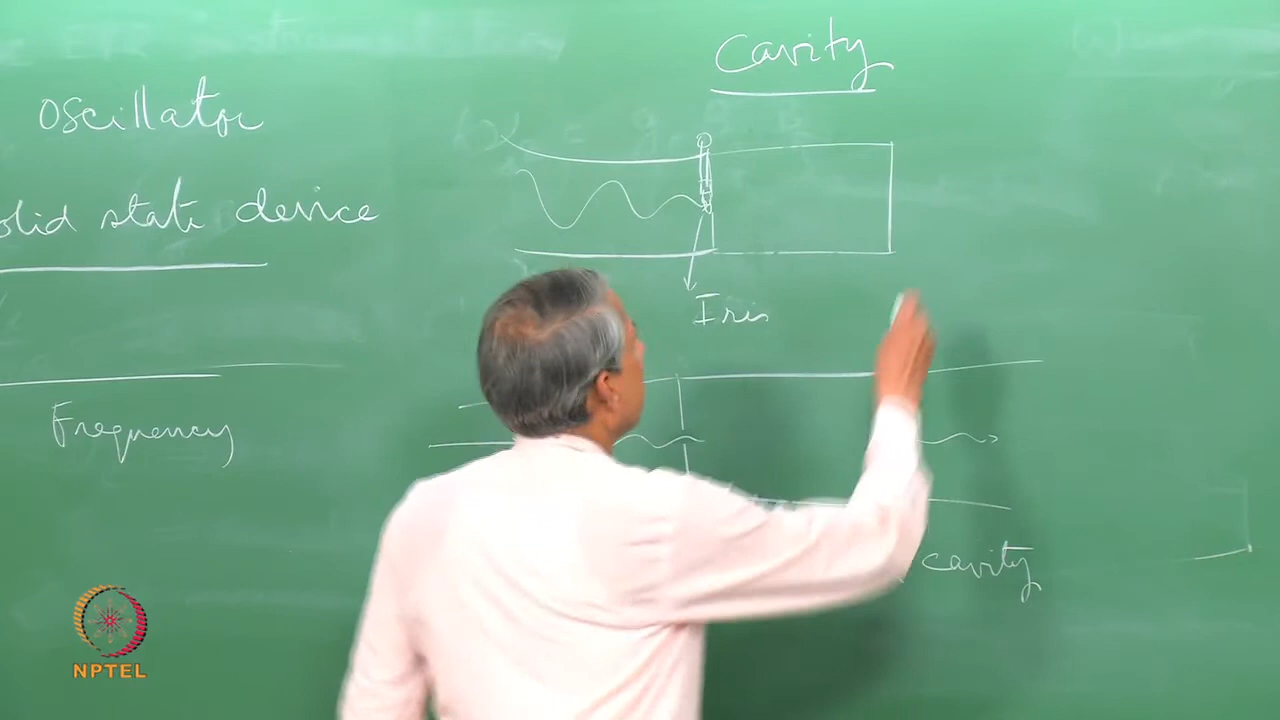 Cavity
Oscillator
olid state device
Iris
Frequency
cavity
NPTEL